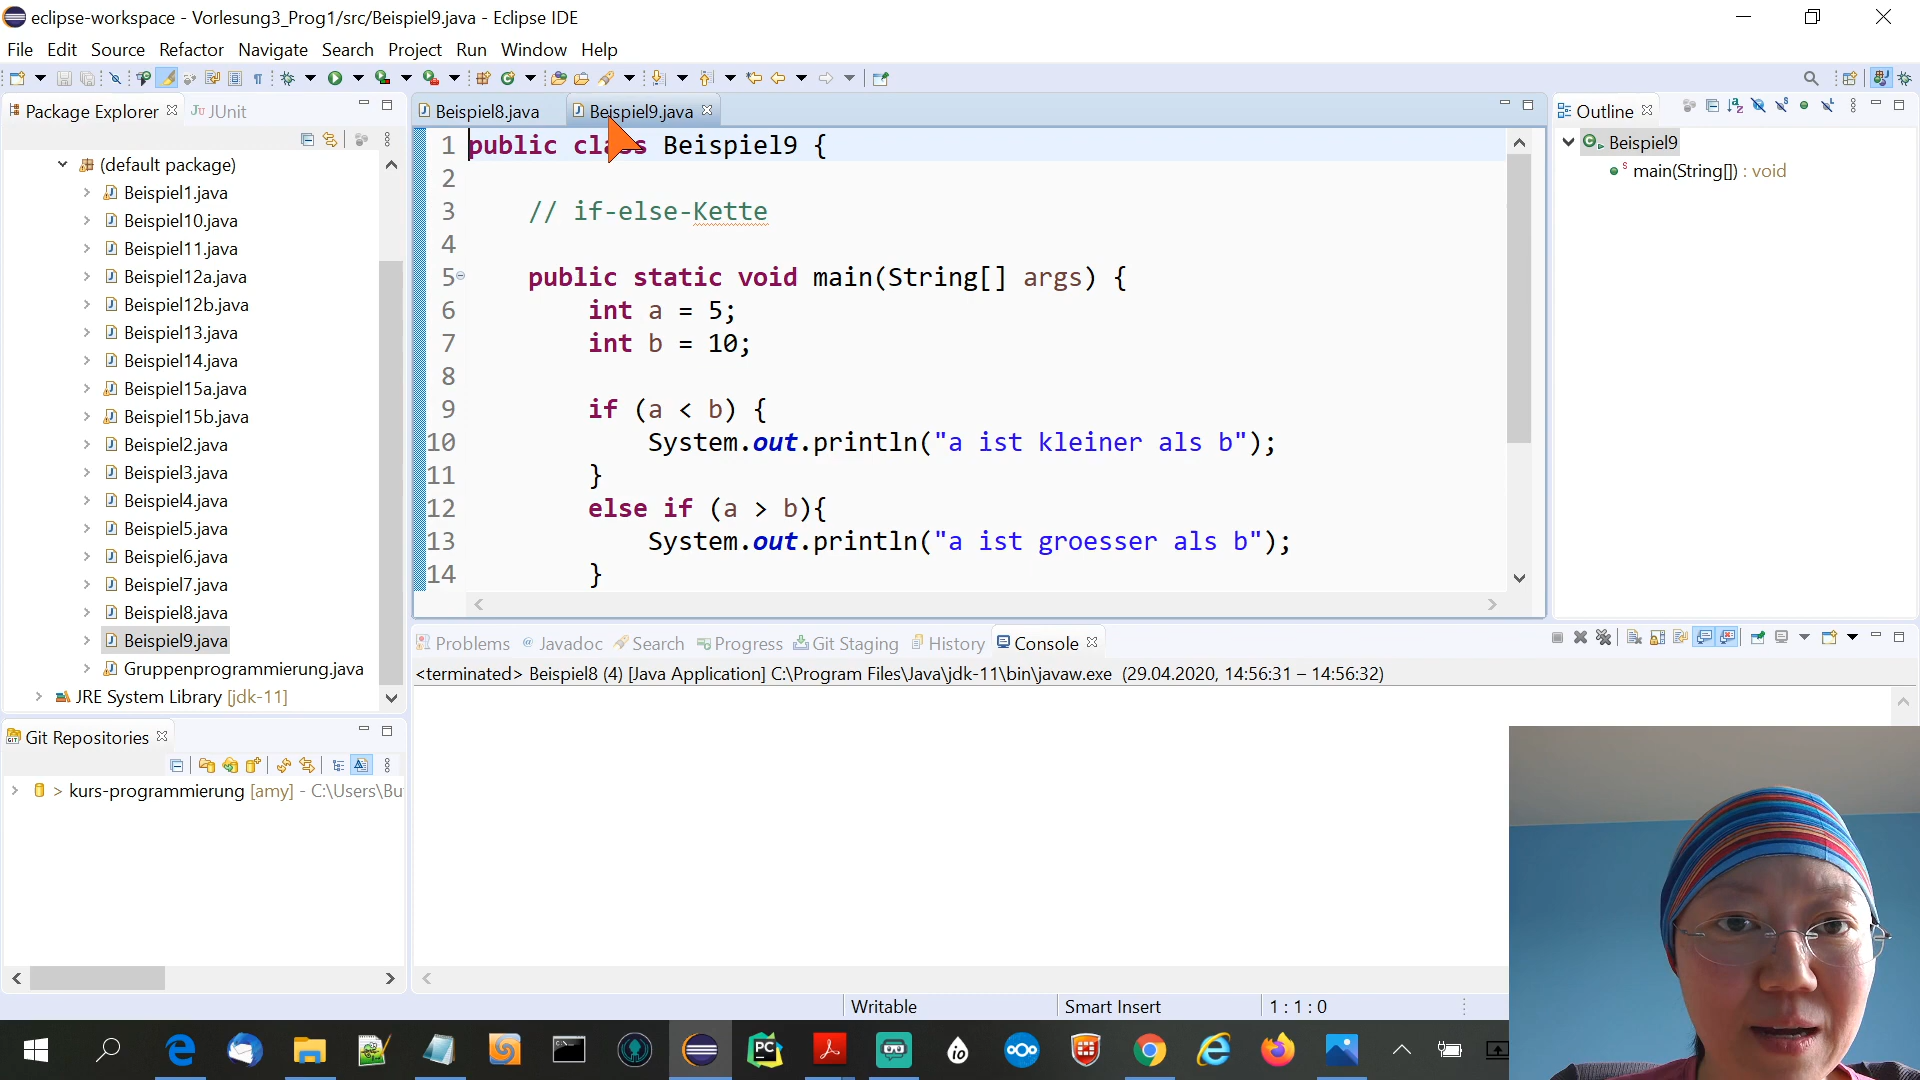 eclipse-workspace - Vorlesung3_Prog1/src/Beispiel9.java - Eclipse IDE
File Edit Source Refactor Navigate Search Project Run Window Help
Package Explorer JUnit
(default package)
Beispiel1.java
Beispiel10.java
Beispiel11.java
Beispiel12a.java
Beispiel12b.java
Beispiel13.java
Beispiel14.java
Beispiel15a.java
Beispiel15b.java
Beispiel2.java
Beispiel3.java
Beispiel4.java
Beispiel5.java
Beispiel6.java
Beispiel7.java
Beispiel8.java
Beispiel9.java
Gruppenprogrammierung.java
JRE System Library [jdk-11]
Git Repositories
> kurs-programmierung [amy] - C:\Users\Bu
Beispiel8.java Beispiel9.java
1 public class Beispiel9 {
2
3 // if-else-Kette
4
5 public static void main(String[] args) {
6 int a = 5;
7 int b = 10;
8
9 if (a < b) {
10 System.out.println("a ist kleiner als b");
11 }
12 else if (a > b){
13 System.out.println("a ist groesser als b");
14 }
Outline
Beispiel9
main(String[]) : void
Problems Javadoc Search Progress Git Staging History Console
<terminated> Beispiel8 (4) [Java Application] C:\Program Files\Java\jdk-11\bin\javaw.exe (29.04.2020, 14:56:31 – 14:56:32)
Writable Smart Insert 1 : 1 : 0